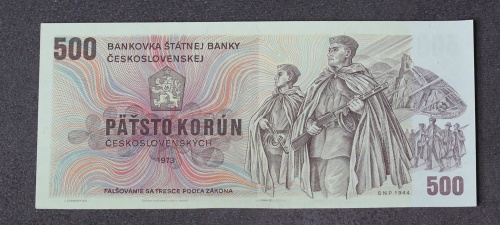 500
BANKOVKA ŠTÁTNEJ BANKY
ČESKOSLOVENSKEJ
PÄŤSTO KORÚN
ČESKOSLOVENSKÝCH
1973
FALŠOVANIE SA TRESCE PODĽA ZÁKONA
SNP 1944
500